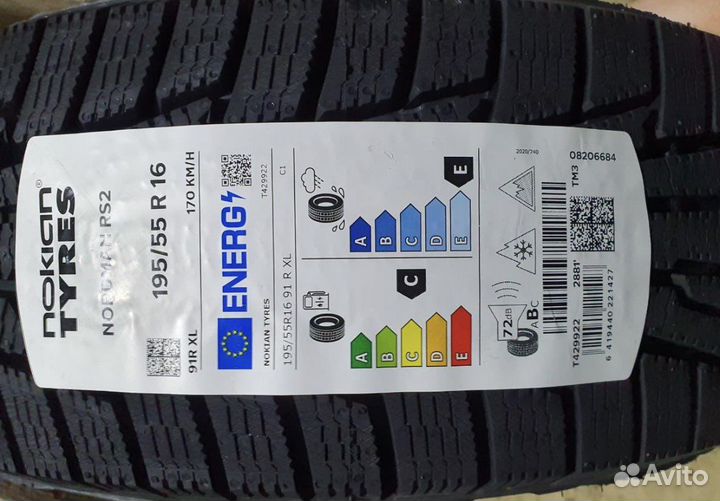 nokian®
TYRES
NORDMAN RS2
195/55 R 16
170 KM/H
91R XL
ENERG
T429922
NOKIAN TYRES
C1
195/55R16 91 R XL
E
A
B
C
D
E
C
A
B
C
D
E
2020/740
72dB
ABC
08206684
TM3
T429922
2881'
6 419440 221427
Avito